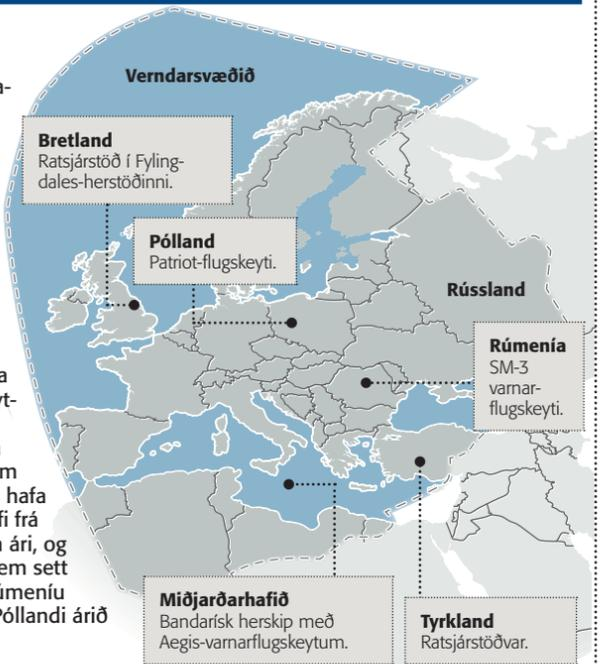 Verndarsvæðið
a-
Bretland
Ratsjárstöð í Fyling-
dales-herstöðinni.
Pólland
Patriot-flugskeyti.
Rússland
Rúmenía
SM-3
varnar-
flugskeyti.
a
yt-
m
hafa
fi frá
ári, og
em sett
úmeníu
Póllandi árið
Miðjarðarhafið
Bandarísk herskip með
Aegis-varnarflugskeytum.
Tyrkland
Ratsjárstöðvar.